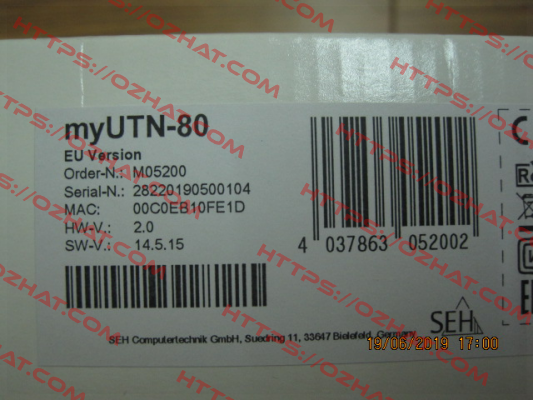 myUTN-80
EU Version
Order-N.: M05200
Serial-N.: 28220190500104
MAC: 00C0EB10FE1D
HW-V.: 2.0
SW-V.: 14.5.15
4 037863 052002
SEH
SEH Computertechnik GmbH, Suedring 11, 33647 Bielefeld, Germany
19/06/2019 17:00
HTTPS://OZHAT.COM